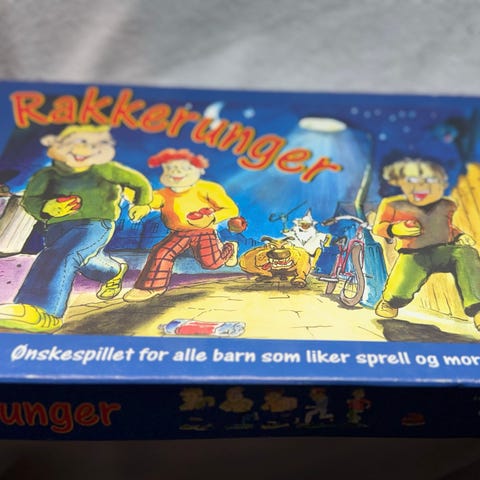 Rakkerunger
Ønskespillet for alle barn som liker sprell og mor
unger